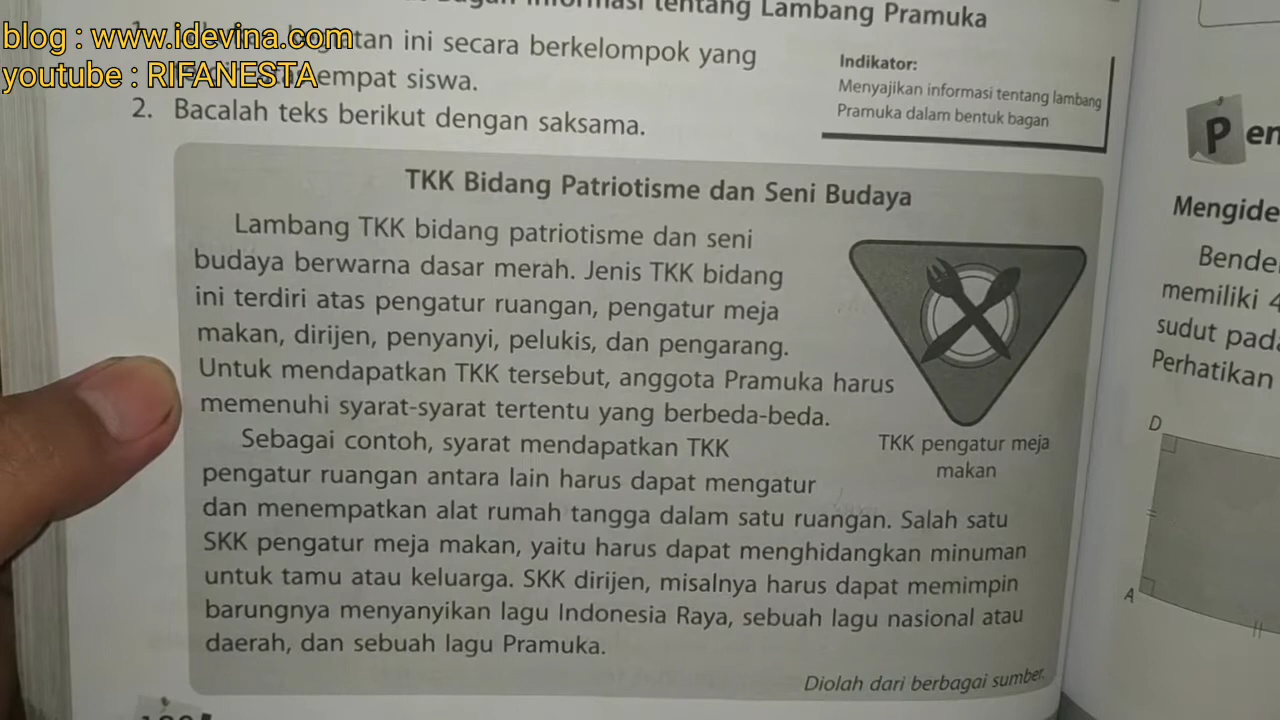 tentang Lambang Pramuka
blog : www.idevina.com
ini secara berkelompok yang
youtube : RIFANESTA
empat siswa.
2. Bacalah teks berikut dengan saksama.
Indikator:
Menyajikan informasi tentang lambang
Pramuka dalam bentuk bagan
TKK Bidang Patriotisme dan Seni Budaya
Lambang TKK bidang patriotisme dan seni
budaya berwarna dasar merah. Jenis TKK bidang
ini terdiri atas pengatur ruangan, pengatur meja
makan, dirijen, penyanyi, pelukis, dan pengarang.
Untuk mendapatkan TKK tersebut, anggota Pramuka harus
memenuhi syarat-syarat tertentu yang berbeda-beda.
Sebagai contoh, syarat mendapatkan TKK
pengatur ruangan antara lain harus dapat mengatur
dan menempatkan alat rumah tangga dalam satu ruangan. Salah satu
SKK pengatur meja makan, yaitu harus dapat menghidangkan minuman
untuk tamu atau keluarga. SKK dirijen, misalnya harus dapat memimpin
barungnya menyanyikan lagu Indonesia Raya, sebuah lagu nasional atau
daerah, dan sebuah lagu Pramuka.
TKK pengatur meja
makan
Diolah dari berbagai sumber.
P en
Mengide
Bende
memiliki 4
sudut pada
Perhatikan
D
A